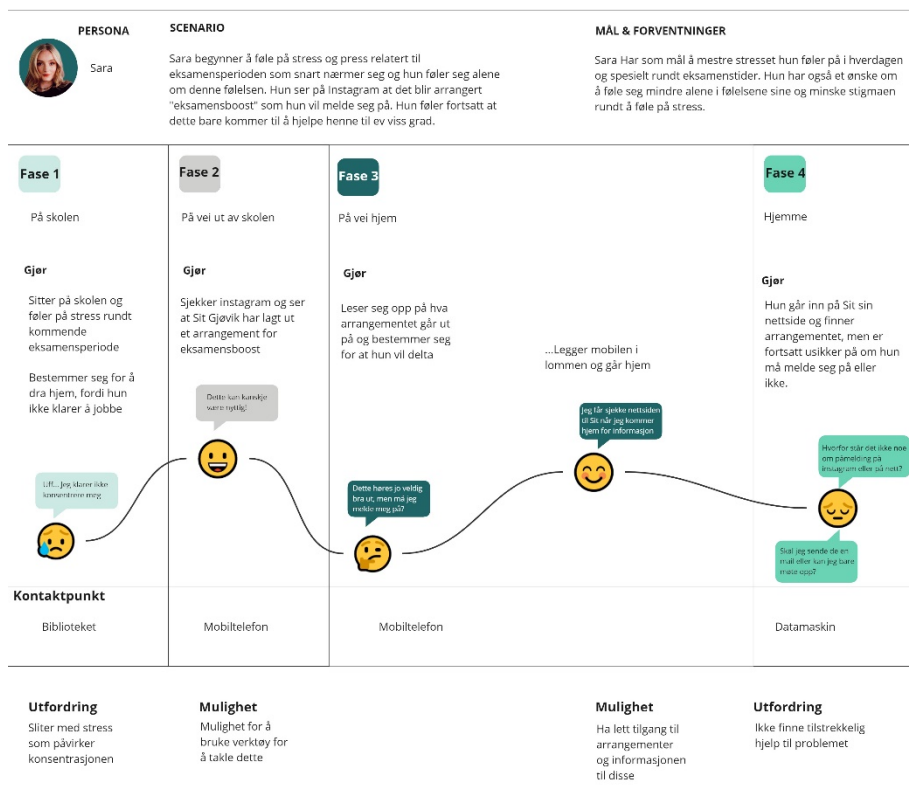 PERSONA
Sara
SCENARIO
Sara begynner å føle på stress og press relatert til
eksamensperioden som snart nærmer seg og hun føler seg alene
om denne følelsen. Hun ser på Instagram at det blir arrangert
"eksamensboost" som hun vil melde seg på. Hun føler fortsatt at
dette bare kommer til å hjelpe henne til ev viss grad.
MÅL & FORVENTNINGER
Sara Har som mål å mestre stresset hun føler på i hverdagen
og spesielt rundt eksamenstider. Hun har også et ønske om
å føle seg mindre alene i følelsene sine og minske stigmaen
rundt å føle på stress.
Fase 1
På skolen
Gjør
Sitter på skolen og
føler på stress rundt
kommende
eksamensperiode
Bestemmer seg for å
dra hjem, fordi hun
ikke klarer å jobbe
Uff... Jeg klarer ikke
konsentrere meg
Fase 2
På vei ut av skolen
Gjør
Sjekker instagram og ser
at Sit Gjøvik har lagt ut
et arrangement for
eksamensboost
Dette kan kanskje
være nyttig!
Fase 3
På vei hjem
Gjør
Leser seg opp på hva
arrangementet går ut
på og bestemmer seg
for at hun vil delta
Dette høres jo veldig
bra ut, men må jeg
melde meg på?
...Legger mobilen i
lommen og går hjem
Jeg får sjekke nettsiden
til Sit når jeg kommer
hjem for informasjon
Fase 4
Hjemme
Gjør
Hun går inn på Sit sin
nettside og finner
arrangementet, men er
fortsatt usikker på om hun
må melde seg på eller
ikke.
Hvorfor står det ikke noe
om påmelding på
instagram eller på nett?
Skal jeg sende de en
mail eller kan jeg bare
møte opp?
Kontaktpunkt
Biblioteket
Mobiltelefon
Mobiltelefon
Datamaskin
Utfordring
Sliter med stress
som påvirker
konsentrasjonen
Mulighet
Mulighet for å
bruke verktøy for
å takle dette
Mulighet
Ha lett tilgang til
arrangementer
og informasjonen
til disse
Utfordring
Ikke finne tilstrekkelig
hjelp til problemet